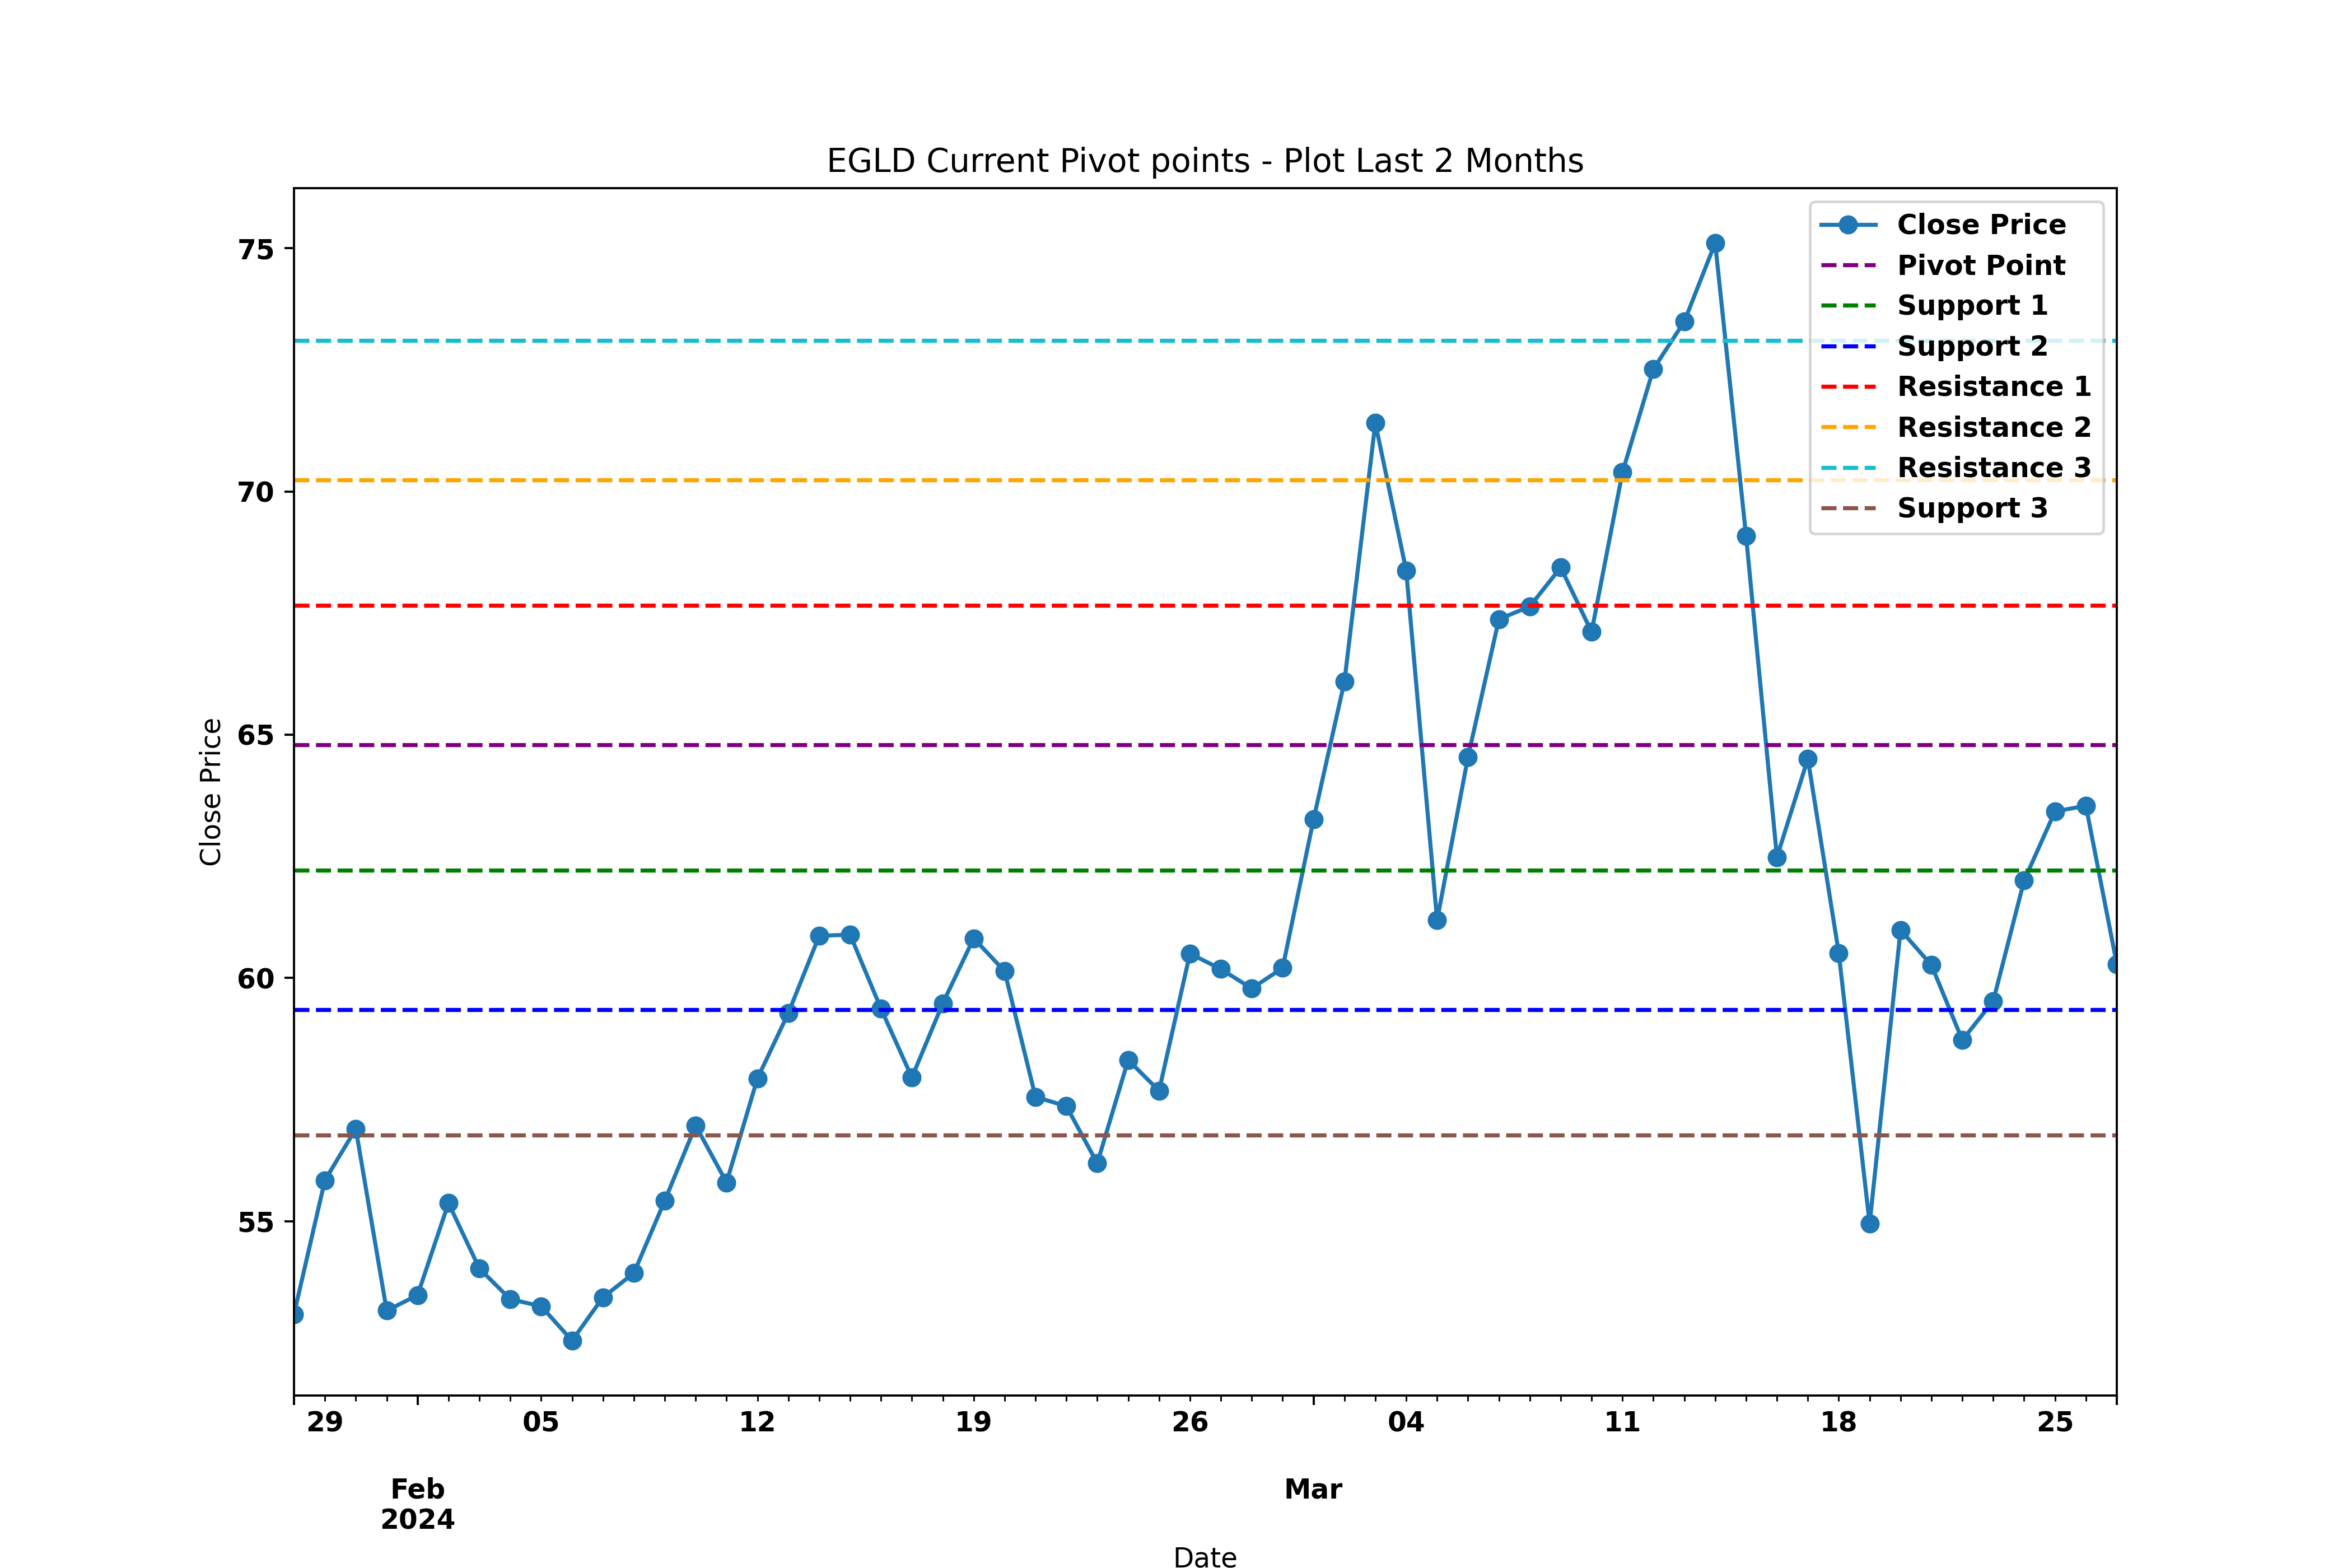 EGLD Current Pivot points - Plot Last 2 Months
Close Price
Pivot Point
Support 1
Support 2
Resistance 1
Resistance 2
Resistance 3
Support 3
75
70
65
60
55
Close Price
29 05 12 19 26 04 11 18 25
Feb Mar
2024
Date